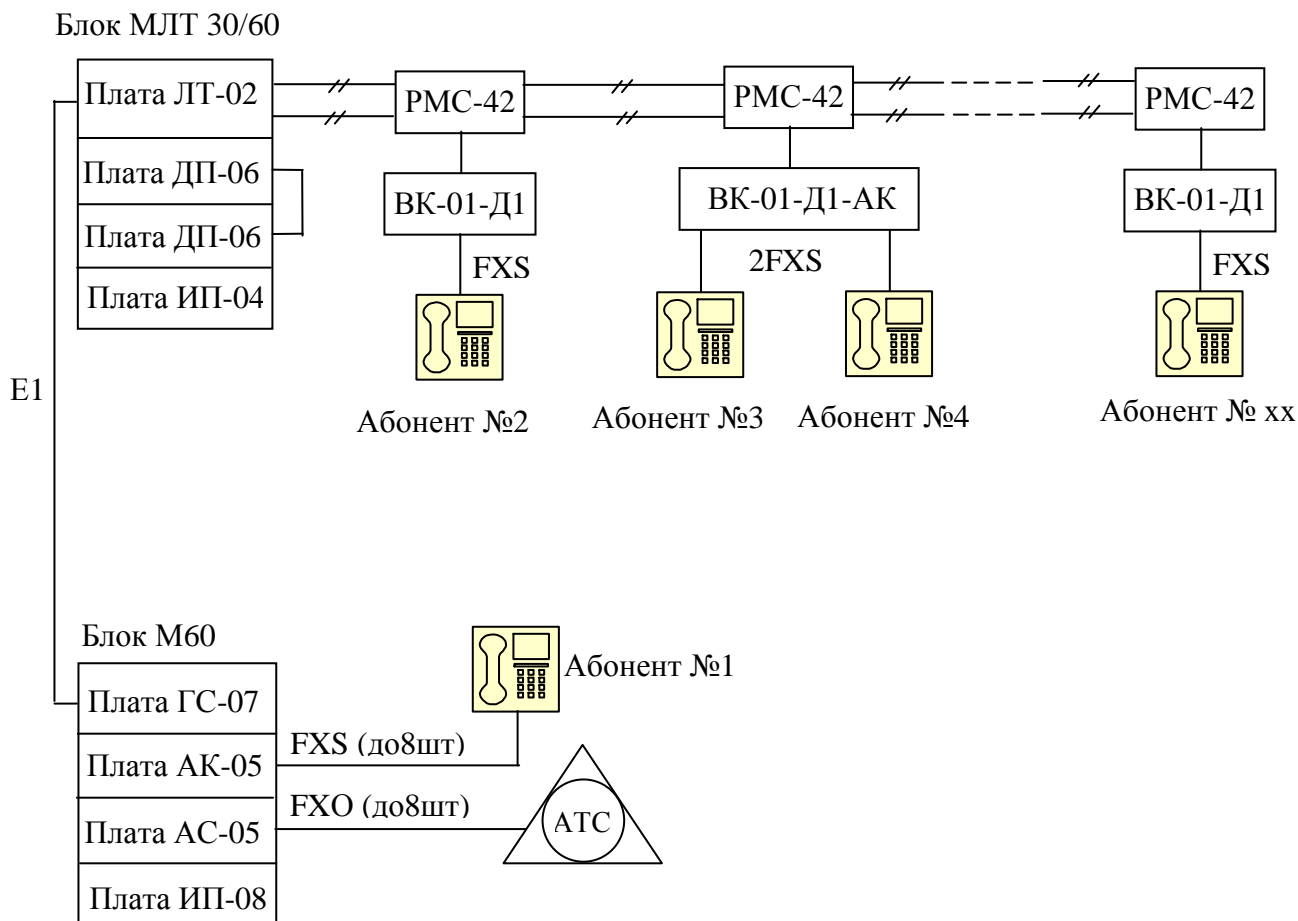 Блок МЛТ 30/60
Плата ЛТ-02
РМС-42
РМС-42
РМС-42
Плата ДП-06
ВК-01-Д1
ВК-01-Д1-АК
ВК-01-Д1
Плата ДП-06
FXS
2FXS
FXS
Плата ИП-04
E1
Абонент №2
Абонент №3
Абонент №4
Абонент № хх
Блок М60
Абонент №1
Плата ГС-07
FXS (до8шт)
Плата АК-05
FXO (до8шт)
Плата АС-05
АТС
Плата ИП-08